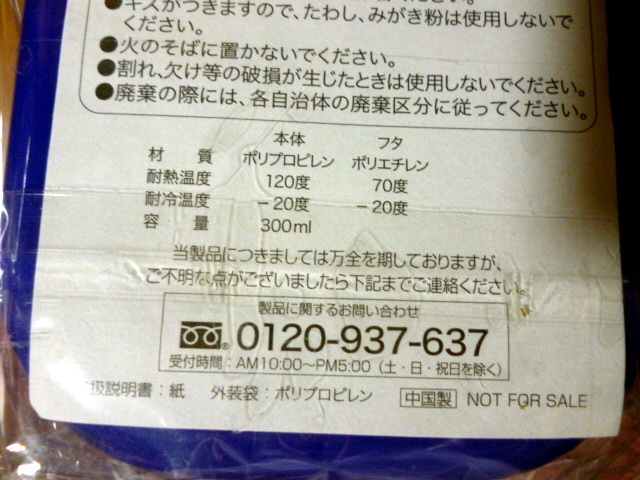 ●キズがつきますので、たわし、みがき粉は使用しないで
ください。
●火のそばに置かないでください。
●割れ、欠け等の破損が生じたときは使用しないでください。
●廃棄の際には、各自治体の廃棄区分に従ってください。
本体 フタ
材質 ポリプロピレン ポリエチレン
耐熱温度 120度 70度
耐冷温度 －20度 －20度
容量 300ml
当製品につきましては万全を期しておりますが、
ご不明な点がございましたら下記までご連絡ください。
製品に関するお問い合わせ
0120-937-637
受付時間：AM10:00〜PM5:00（土・日・祝日を除く）
扱説明書：紙 外装袋：ポリプロピレン 中国製 NOT FOR SALE